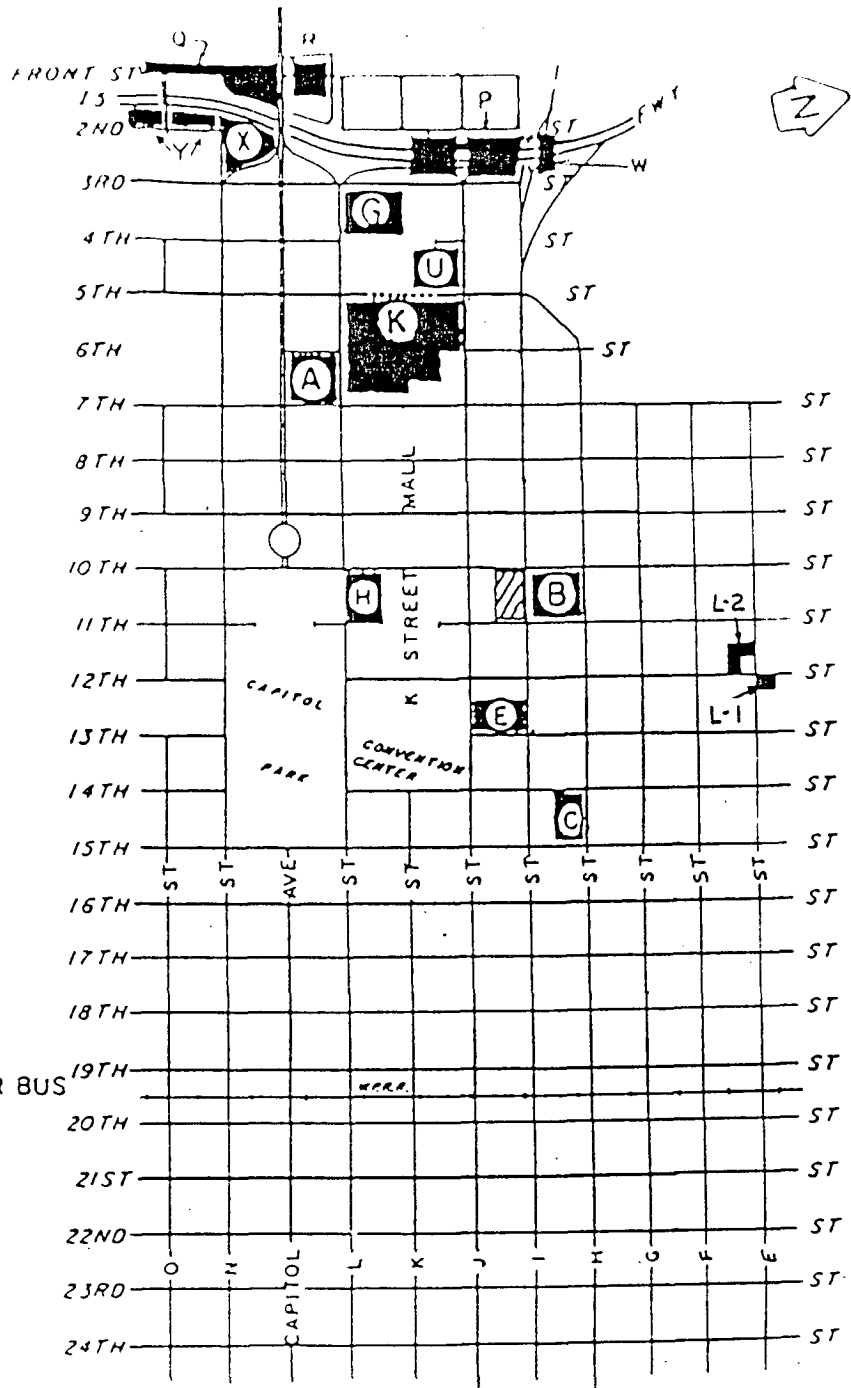 Q R
FRONT ST
I5
P
Z
2ND ST FWY
Y X
W
3RD ST
G
4TH ST
U
5TH ST
K
6TH ST
A
7TH ST
8TH ST
MALL
9TH ST
10TH ST
H B
K STREET
L-2
11TH ST
12TH ST
CAPITOL
E
L-1
13TH ST
CONVENTION
CENTER
PARK
14TH ST
C
15TH ST
ST ST AVE ST ST ST ST ST ST ST ST
16TH ST
17TH ST
18TH ST
19TH ST
R BUS
W.P.R.R.
20TH ST
21ST ST
22ND ST
O N CAPITOL L K J I H G F E
23RD ST
24TH ST